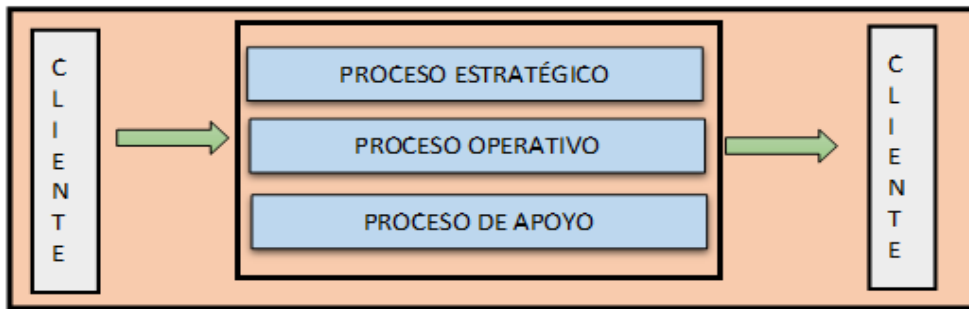 CLIENTE
PROCESO ESTRATÉGICO
PROCESO OPERATIVO
PROCESO DE APOYO
CLIENTE